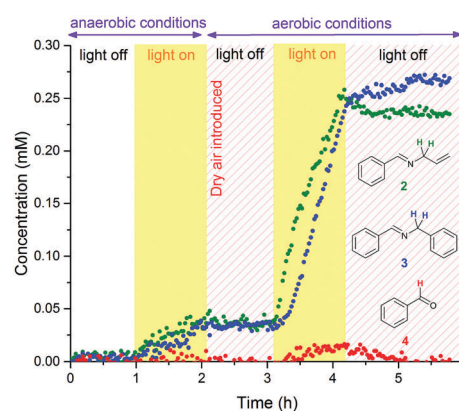 anaerobic conditions aerobic conditions
light off light on light off light on light off
Dry air introduced
Concentration (mM)
0.30
0.25
0.20
0.15
0.10
0.05
0.00
H H
N
2
H H
N
3
H
O
4
0 1 2 3 4 5
Time (h)